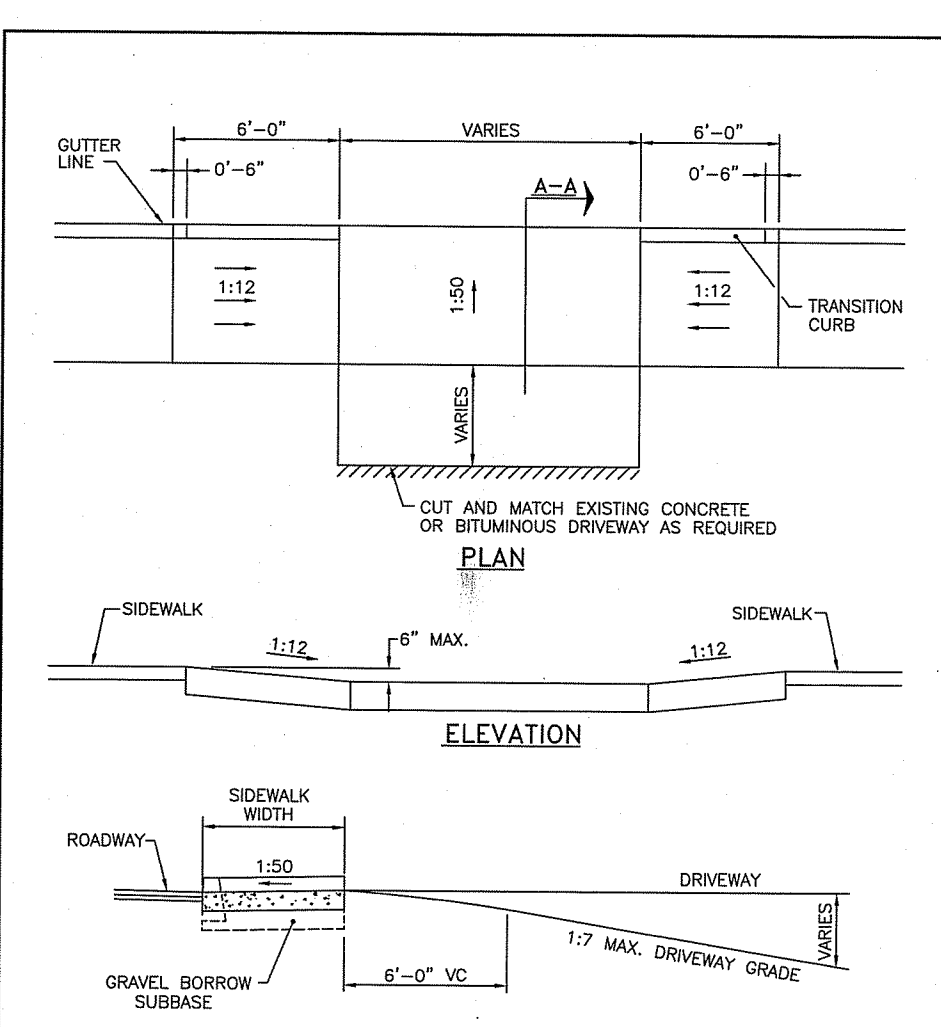 6'-0"
VARIES
6'-0"
GUTTER
LINE
0'-6"
0'-6"
A-A
1:12
1:50
1:12
TRANSITION
CURB
VARIES
CUT AND MATCH EXISTING CONCRETE
OR BITUMINOUS DRIVEWAY AS REQUIRED
PLAN
SIDEWALK
SIDEWALK
1:12
6" MAX.
1:12
ELEVATION
SIDEWALK
WIDTH
ROADWAY
1:50
DRIVEWAY
VARIES
1:7 MAX. DRIVEWAY GRADE
6'-0" VC
GRAVEL BORROW
SUBBASE